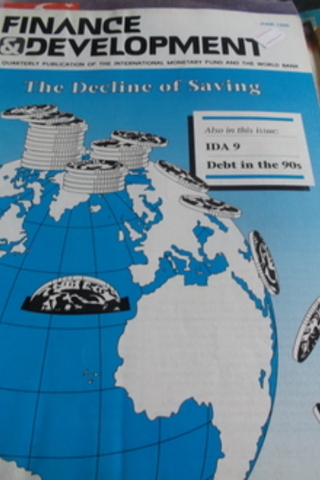 FINANCE
&DEVELOPMENT
QUARTERLY PUBLICATION OF THE INTERNATIONAL MONETARY FUND AND THE WORLD BANK
The Decline of Saving
Also in this issue:
IDA 9
Debt in the 90s